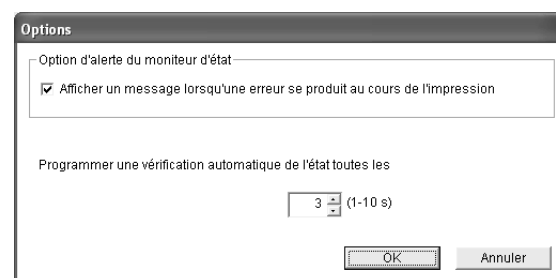 Options
Option d'alerte du moniteur d'état
Afficher un message lorsqu'une erreur se produit au cours de l'impression
Programmer une vérification automatique de l'état toutes les
3 (1-10 s)
OK Annuler